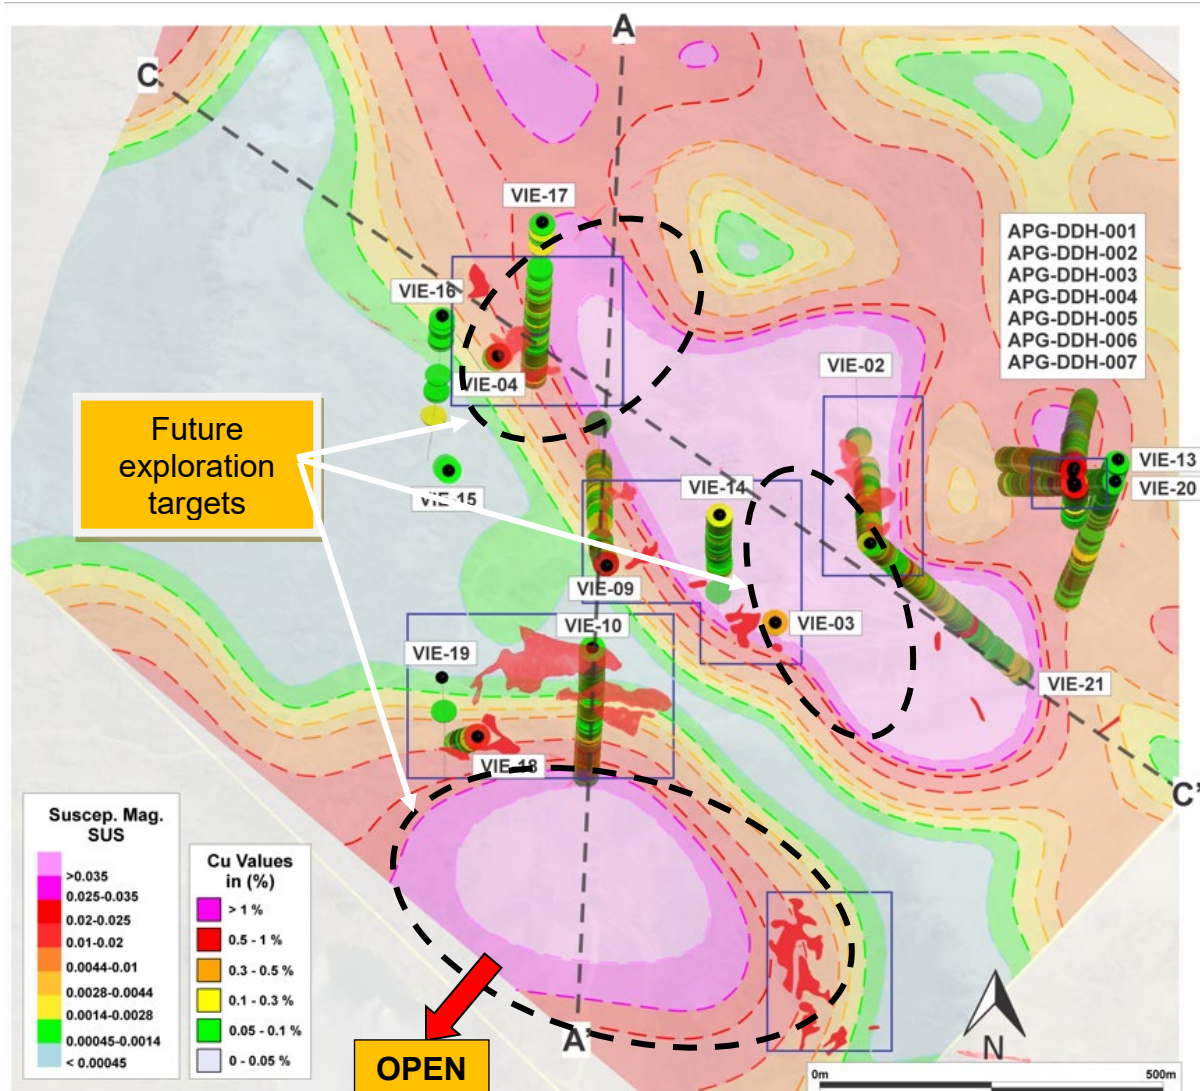 A
C
VIE-17
APG-DDH-001
APG-DDH-002
APG-DDH-003
APG-DDH-004
APG-DDH-005
APG-DDH-006
APG-DDH-007
VIE-16
VIE-04
VIE-02
Future
exploration
targets
VIE-13
VIE-20
VIE-14
VIE-15
VIE-09
VIE-03
VIE-10
VIE-19
VIE-21
VIE-18
C'
Suscep. Mag.
SUS
>0.035
0.025-0.035
0.02-0.025
0.01-0.02
0.0044-0.01
0.0028-0.0044
0.0014-0.0028
0.00045-0.0014
< 0.00045
Cu Values
in (%)
> 1 %
0.5 - 1 %
0.3 - 0.5 %
0.1 - 0.3 %
0.05 - 0.1 %
0 - 0.05 %
A'
OPEN
N
0m 500m